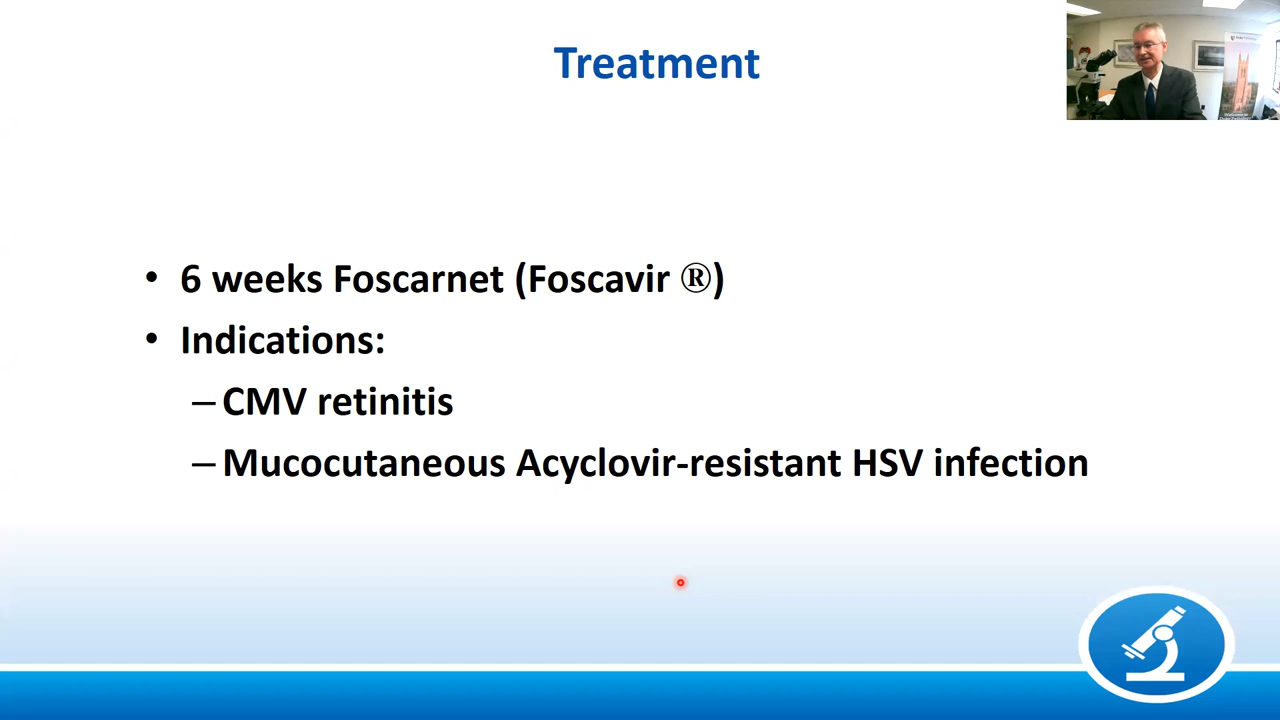 Treatment
• 6 weeks Foscarnet (Foscavir ®)
• Indications:
– CMV retinitis
– Mucocutaneous Acyclovir-resistant HSV infection